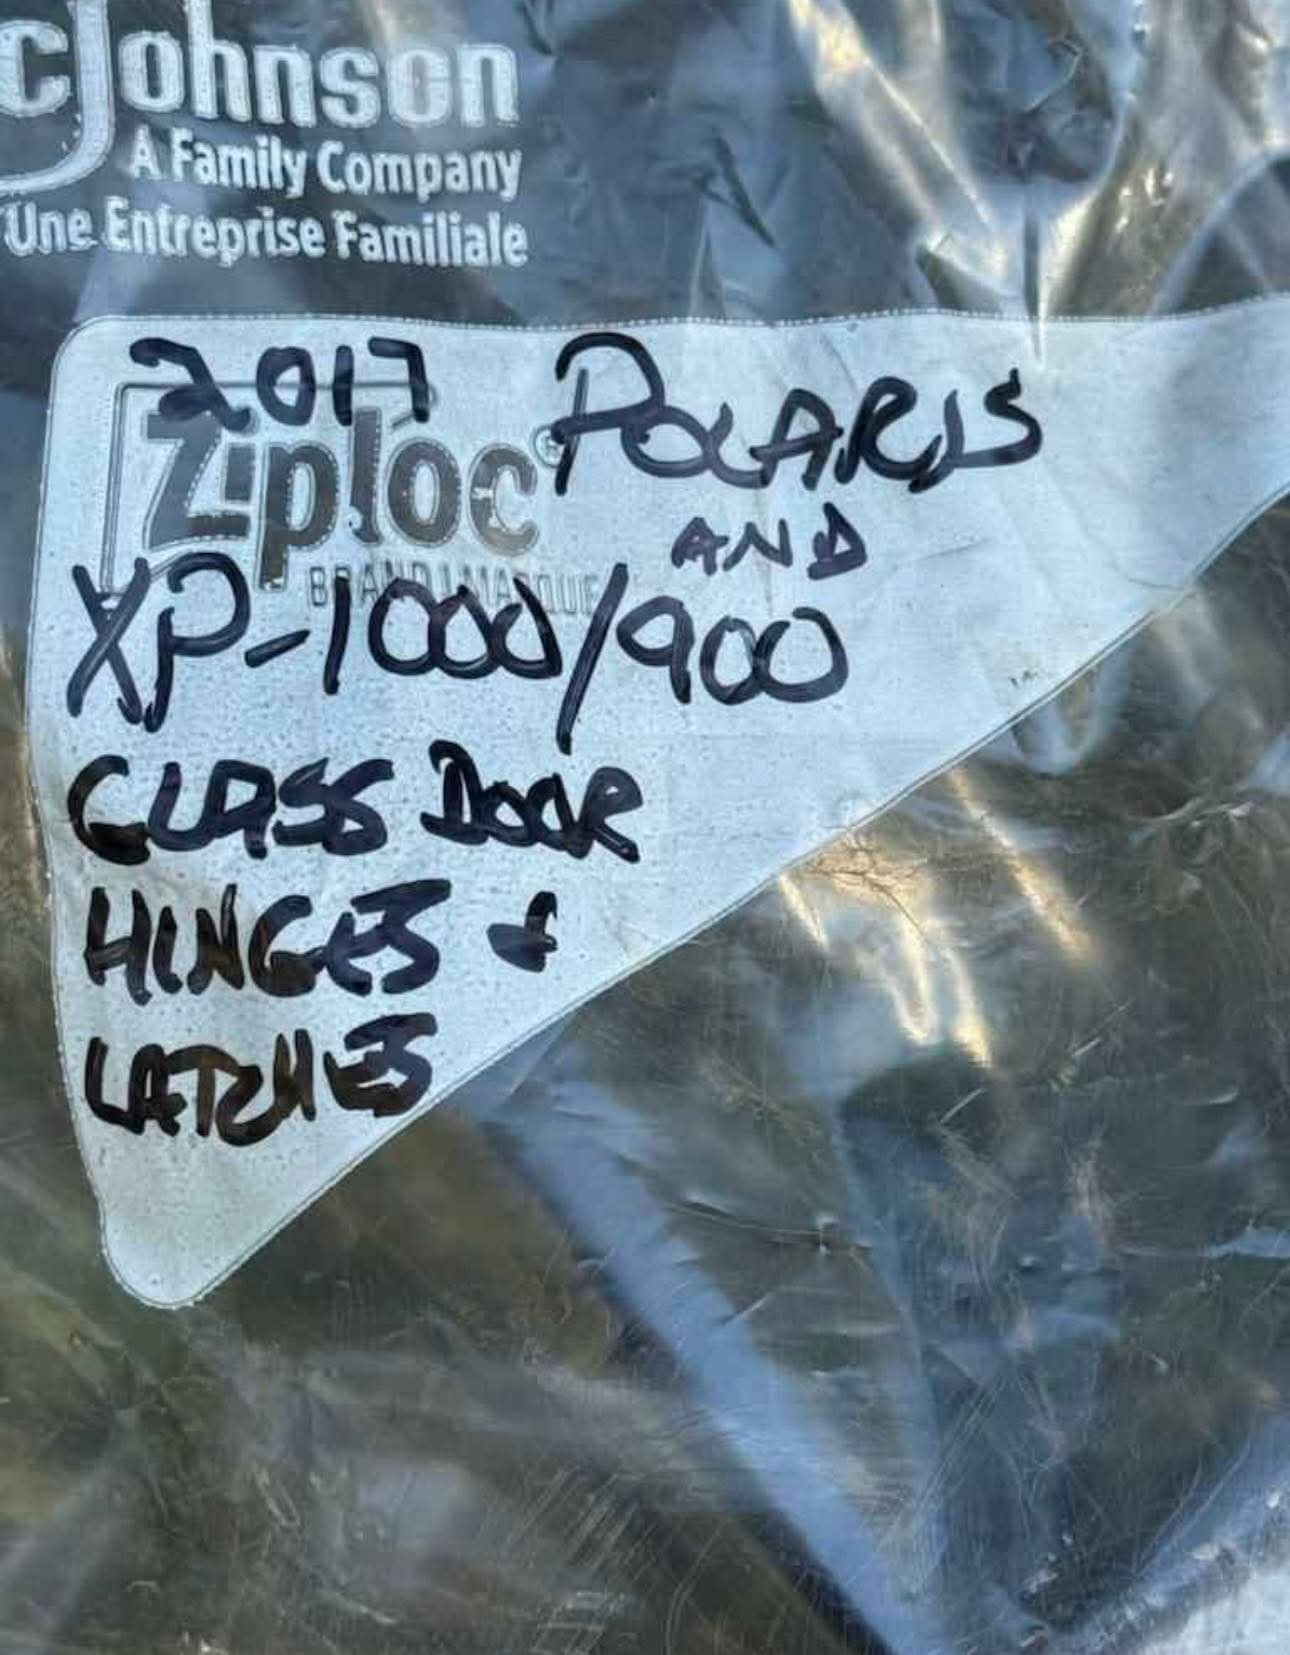 cJohnson
A Family Company
Une Entreprise Familiale
2017 POLARIS
Ziploc®
AND
BRAND / MARQUE
XP-1000/900
GLASS DOOR
HINGES &
LATCHES